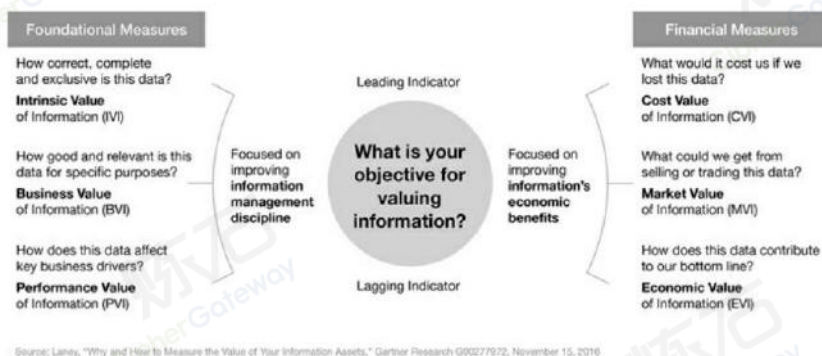 Foundational Measures
How correct, complete
and exclusive is this data?
Intrinsic Value
of Information (IVI)
How good and relevant is this
data for specific purposes?
Business Value
of Information (BVI)
How does this data affect
key business drivers?
Performance Value
of Information (PVI)
Focused on
improving
information
management
discipline
Leading Indicator
What is your
objective for
valuing
information?
Lagging Indicator
Focused on
improving
information's
economic
benefits
Financial Measures
What would it cost us if we
lost this data?
Cost Value
of Information (CVI)
What could we get from
selling or trading this data?
Market Value
of Information (MVI)
How does this data contribute
to our bottom line?
Economic Value
of Information (EVI)
Source: Laney, "Why and How to Measure the Value of Your Information Assets," Gartner Research G00277972, November 15, 2016
炼石
CipherGateway
炼石